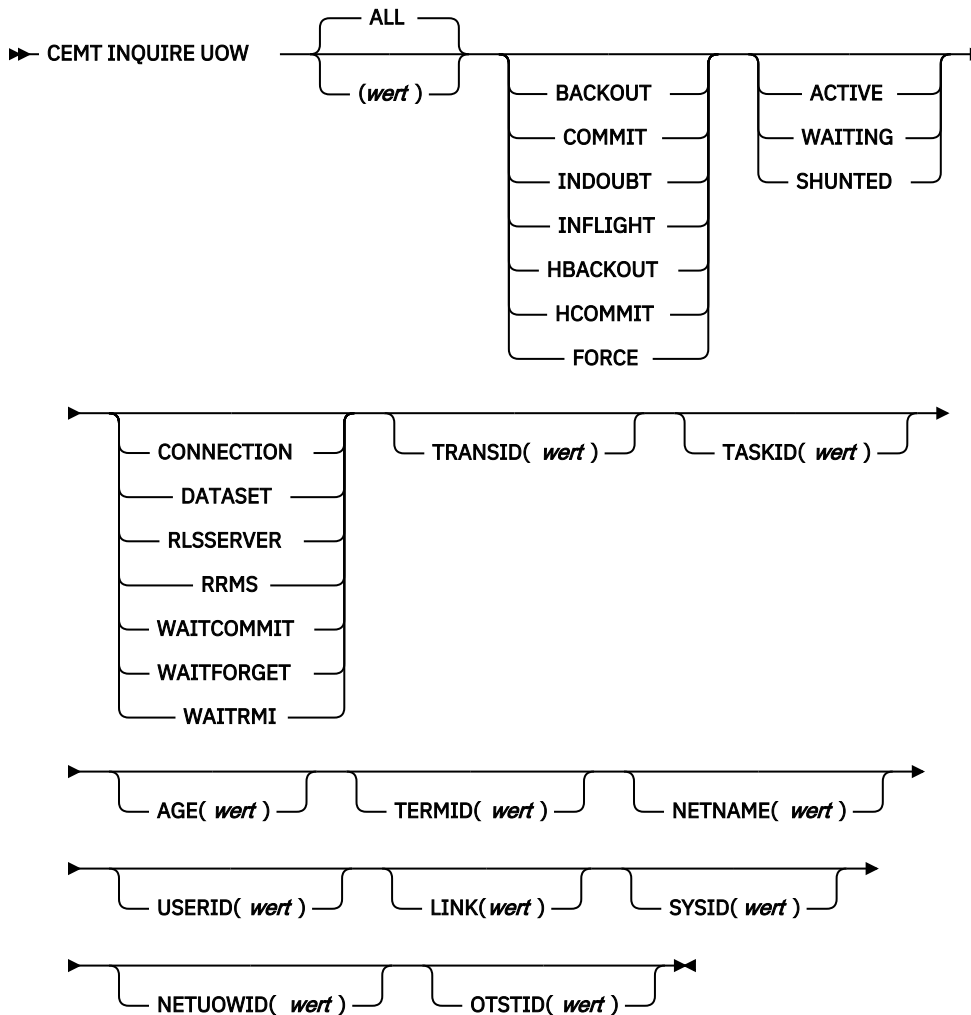 ALL
CEMT INQUIRE UOW
(wert )
BACKOUT
COMMIT
INDOUBT
INFLIGHT
HBACKOUT
HCOMMIT
FORCE
ACTIVE
WAITING
SHUNTED
CONNECTION
DATASET
RLSSERVER
RRMS
WAITCOMMIT
WAITFORGET
WAITRMI
TRANSID( wert )
TASKID( wert )
AGE( wert )
TERMID( wert )
NETNAME( wert )
USERID( wert )
LINK(wert )
SYSID( wert )
NETUOWID( wert )
OTSTID( wert )